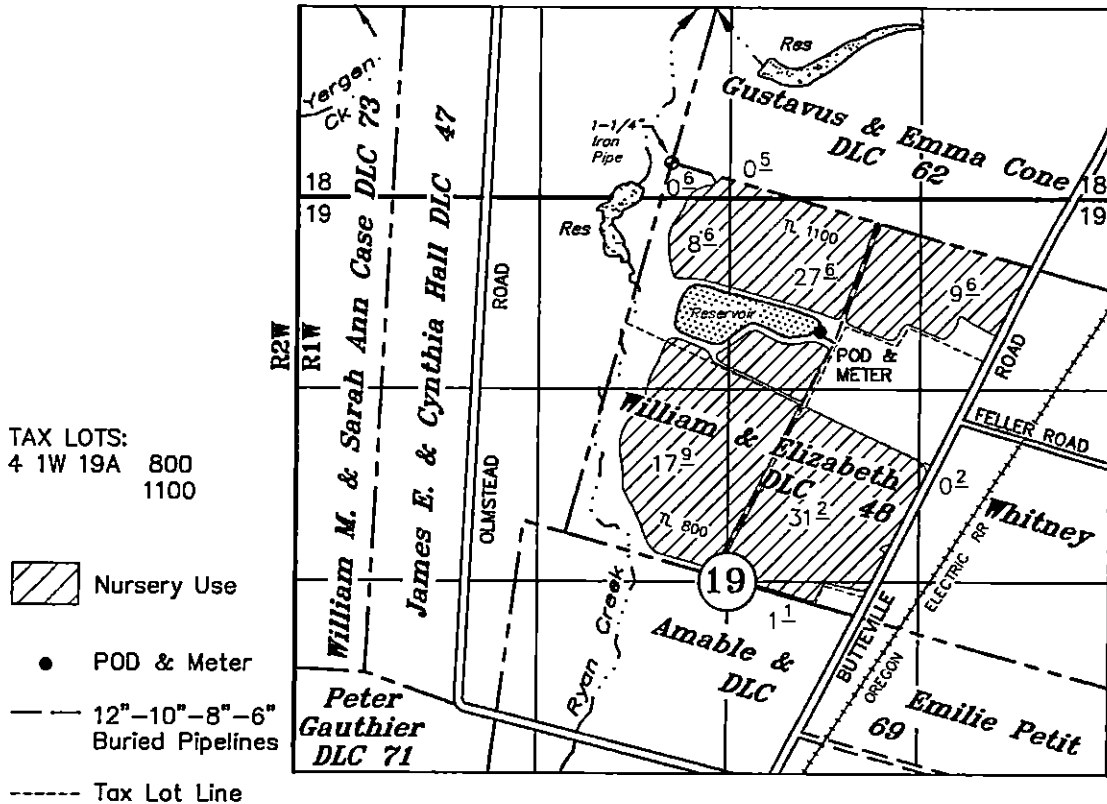 TAX LOTS:
4 1W 19A 800
1100
Nursery Use
POD & Meter
12"-10"-8"-6"
Buried Pipelines
Tax Lot Line
Yergen
Ck
William M. & Sarah Ann Case DLC 73
James E. & Cynthia Hall DLC 47
OLMSTEAD
ROAD
18
19
R2W
R1W
Res
Res
1-1/4"
Iron
Pipe
Gustavus & Emma Cone
DLC 62
18
19
0.6
0.5
8.6
TL 1100
27.6
9.6
Reservoir
POD &
METER
ROAD
FELLER ROAD
William & Elizabeth
DLC 48
Whitney
17.9
TL 800
31.2
0.2
19
1.1
Ryan Creek
Amable &
DLC
BUTTEVILLE
OREGON ELECTRIC RR
Emilie Petit
69
Peter
Gauthier
DLC 71